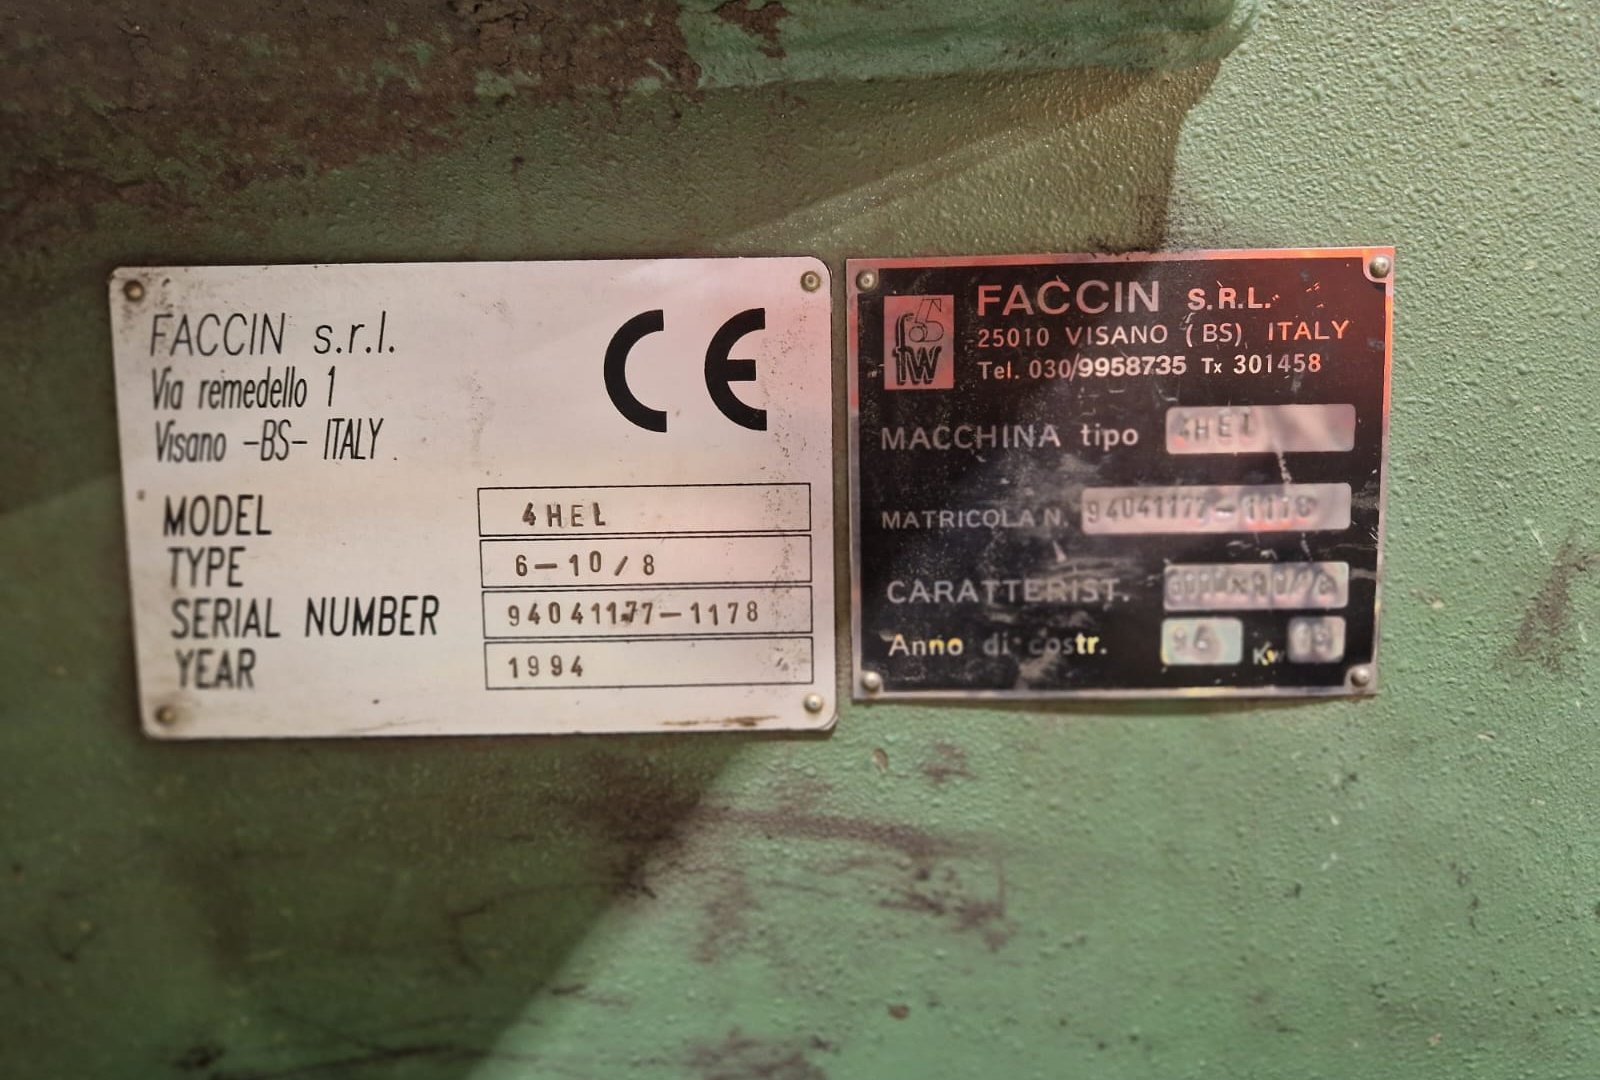 FACCIN s.r.l.
Via remedello 1
Visano -BS- ITALY
CE
MODEL 4HEL
TYPE 6-10/8
SERIAL NUMBER 94041177-1178
YEAR 1994
FACCIN S.R.L.
25010 VISANO (BS) ITALY
Tel. 030/9958735 Tx 301458
MACCHINA tipo 4HEL
MATRICOLA N. 94041177-1178
CARATTERIST.
Anno di costr. Kw